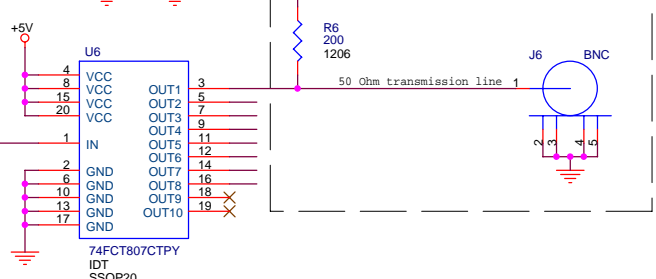 +5V
U6
R6
200
1206
J6 BNC
50 Ohm transmission line 1
4 VCC
8 VCC
15 VCC
20 VCC
1 IN
2 GND
6 GND
10 GND
13 GND
17 GND
OUT1 3
OUT2 5
OUT3 7
OUT4 9
OUT5 11
OUT6 12
OUT7 14
OUT8 16
OUT9 18
OUT10 19
2 3 4 5
74FCT807CTPY
IDT
SSOP20